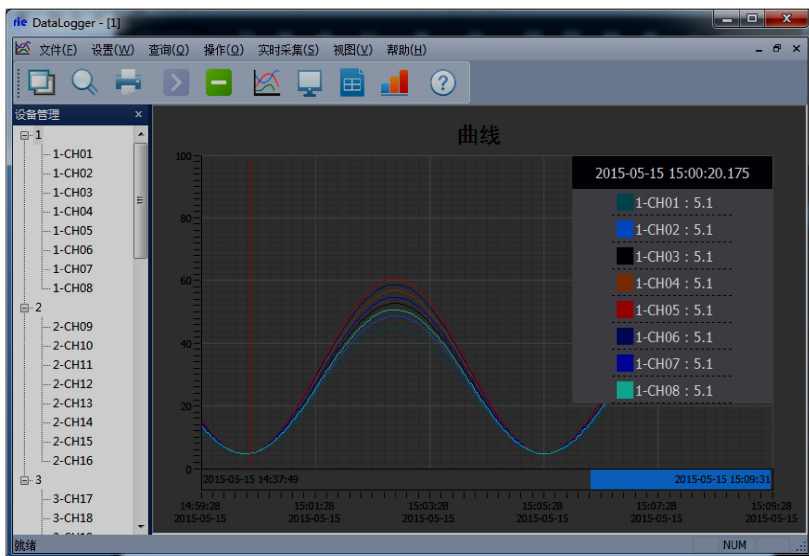 rie DataLogger - [1]
文件(F) 设置(W) 查询(Q) 操作(O) 实时采集(S) 视图(V) 帮助(H)
设备管理
1
1-CH01
1-CH02
1-CH03
1-CH04
1-CH05
1-CH06
1-CH07
1-CH08
2
2-CH09
2-CH10
2-CH11
2-CH12
2-CH13
2-CH14
2-CH15
2-CH16
3
3-CH17
3-CH18
曲线
100
80
60
40
20
0
2015-05-15 15:00:20.175
1-CH01 : 5.1
1-CH02 : 5.1
1-CH03 : 5.1
1-CH04 : 5.1
1-CH05 : 5.1
1-CH06 : 5.1
1-CH07 : 5.1
1-CH08 : 5.1
2015-05-15 14:37:49 2015-05-15 15:09:31
14:59:28 15:01:28 15:03:28 15:05:28 15:07:28 15:09:28
2015-05-15 2015-05-15 2015-05-15 2015-05-15 2015-05-15 2015-05-15
就绪 NUM